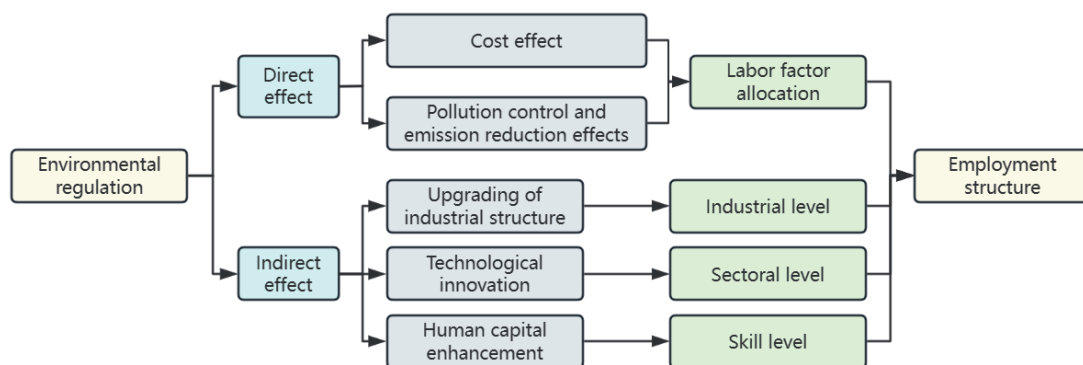 Environmental
regulation
Direct
effect
Indirect
effect
Cost effect
Pollution control and
emission reduction effects
Upgrading of
industrial structure
Technological
innovation
Human capital
enhancement
Labor factor
allocation
Industrial level
Sectoral level
Skill level
Employment
structure